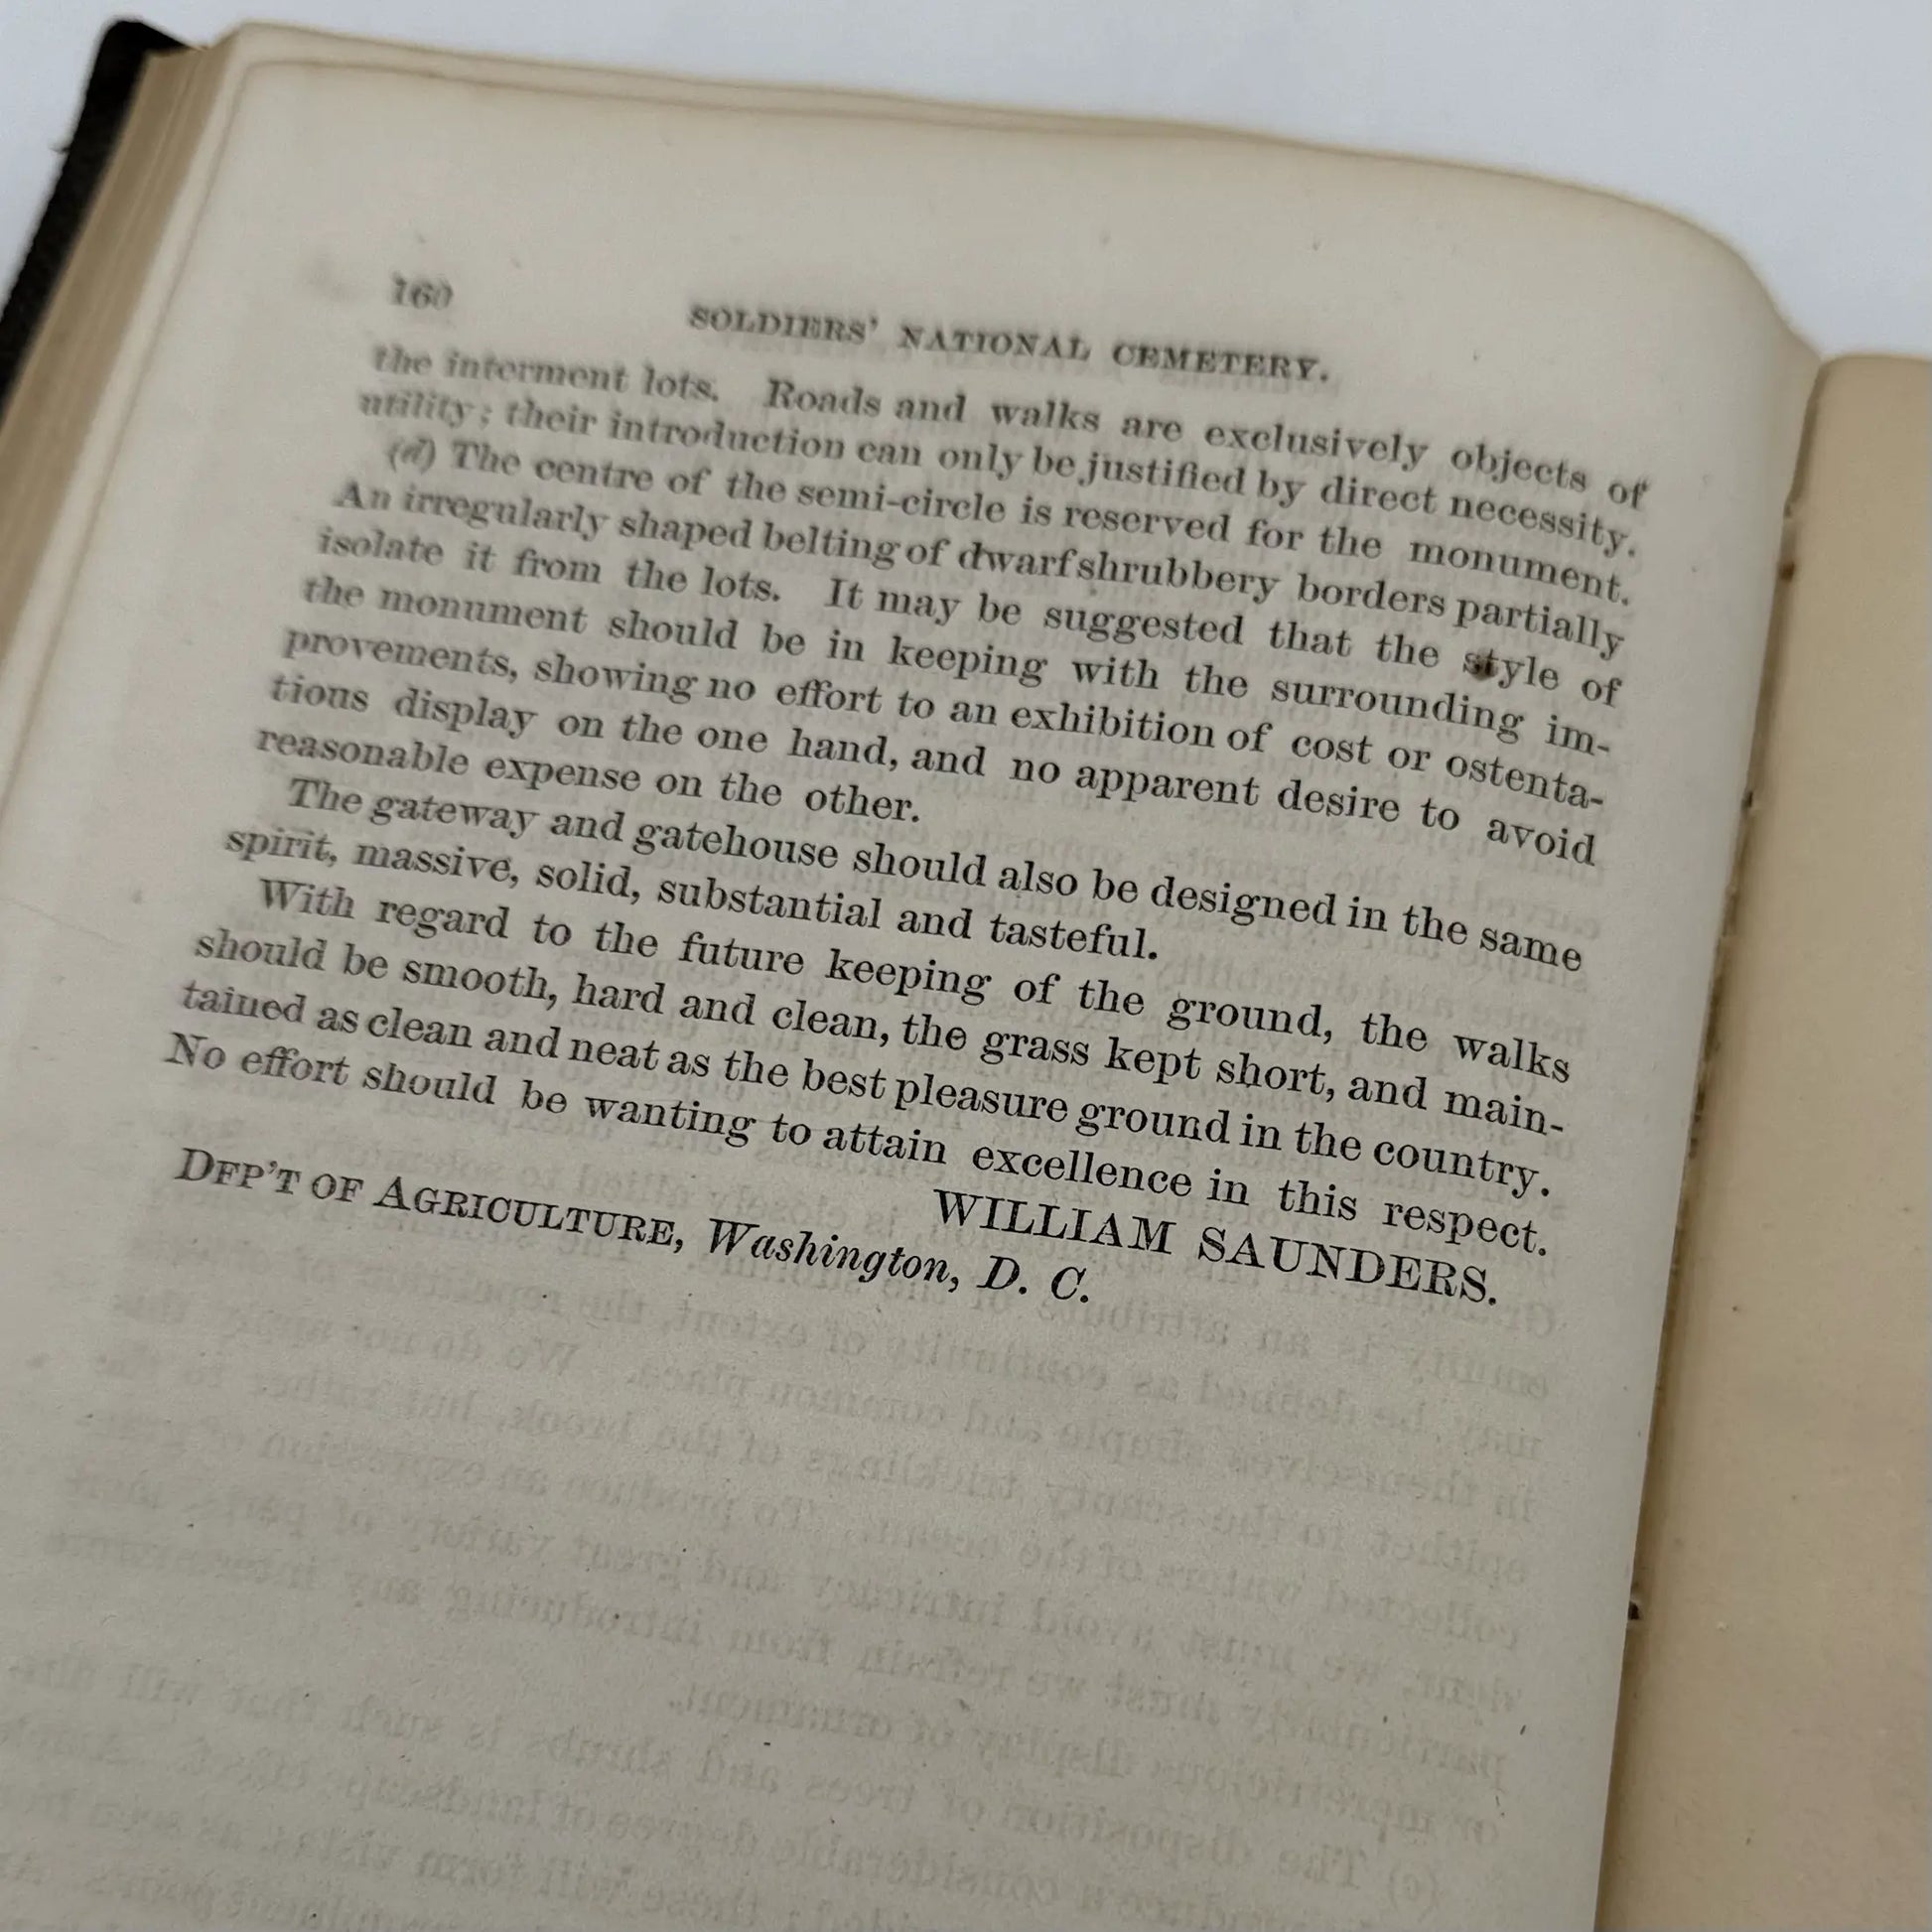 160
SOLDIERS' NATIONAL CEMETERY.
the interment lots. Roads and walks are exclusively objects of
utility; their introduction can only be justified by direct necessity.
(d) The centre of the semi-circle is reserved for the monument.
An irregularly shaped belting of dwarf shrubbery borders partially
isolate it from the lots. It may be suggested that the style of
the monument should be in keeping with the surrounding im-
provements, showing no effort to an exhibition of cost or ostenta-
tions display on the one hand, and no apparent desire to avoid
reasonable expense on the other.
The gateway and gatehouse should also be designed in the same
spirit, massive, solid, substantial and tasteful.
With regard to the future keeping of the ground, the walks
should be smooth, hard and clean, the grass kept short, and main-
tained as clean and neat as the best pleasure ground in the country.
No effort should be wanting to attain excellence in this respect.
WILLIAM SAUNDERS.
DEP'T OF AGRICULTURE, Washington, D. C.